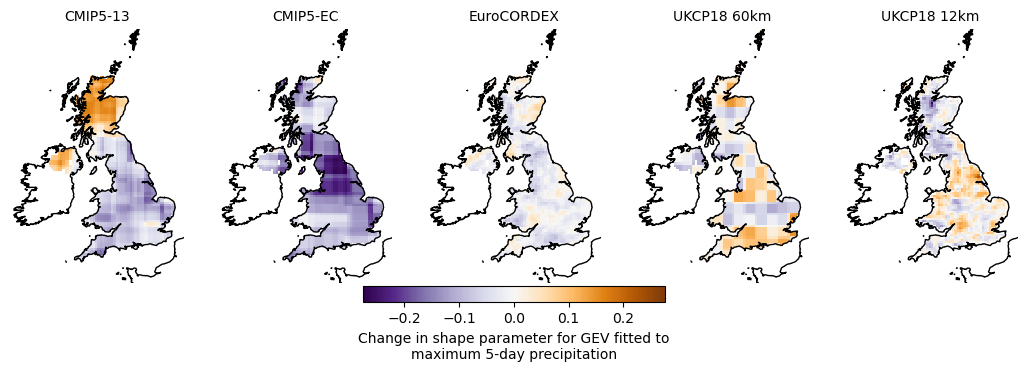 CMIP5-13 CMIP5-EC EuroCORDEX UKCP18 60km UKCP18 12km
−0.2 −0.1 0.0 0.1 0.2
Change in shape parameter for GEV fitted to
maximum 5-day precipitation